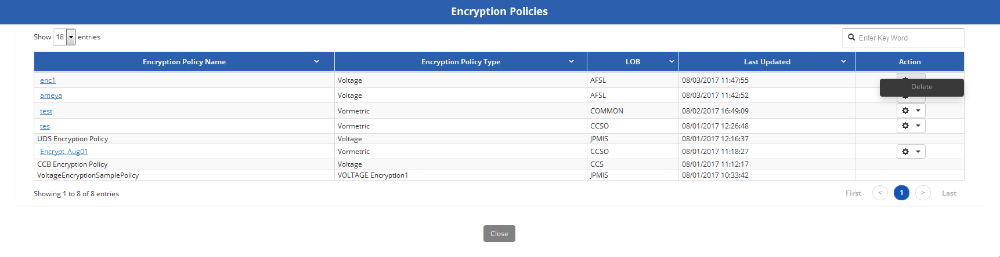 Encryption Policies
Show 18 entries
Enter Key Word
Encryption Policy Name Encryption Policy Type LOB Last Updated Action
enc1 Voltage AFSL 08/03/2017 11:47:55
Delete
ameya Voltage AFSL 08/03/2017 11:42:52
test Vormetric COMMON 08/02/2017 16:49:09
tes Vormetric CCSO 08/01/2017 12:26:48
UDS Encryption Policy Voltage JPMIS 08/01/2017 12:16:37
Encrypt_Aug01 Vormetric CCSO 08/01/2017 11:18:27
CCB Encryption Policy Voltage CCS 08/01/2017 11:12:17
VoltageEncryptionSamplePolicy VOLTAGE Encryption1 JPMIS 08/01/2017 10:33:42
Showing 1 to 8 of 8 entries
First < 1 > Last
Close